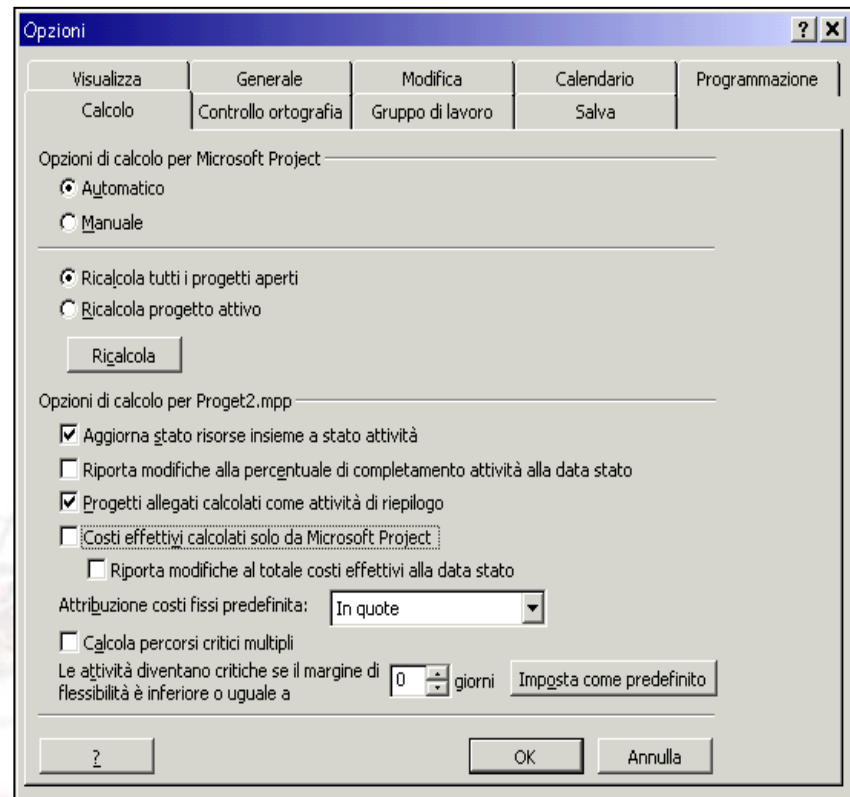 Opzioni
Visualizza Generale Modifica Calendario Programmazione
Calcolo Controllo ortografia Gruppo di lavoro Salva
Opzioni di calcolo per Microsoft Project
Automatico
Manuale
Ricalcola tutti i progetti aperti
Ricalcola progetto attivo
Ricalcola
Opzioni di calcolo per Proget2.mpp
Aggiorna stato risorse insieme a stato attività
Riporta modifiche alla percentuale di completamento attività alla data stato
Progetti allegati calcolati come attività di riepilogo
Costi effettivi calcolati solo da Microsoft Project
Riporta modifiche al totale costi effettivi alla data stato
Attribuzione costi fissi predefinita: In quote
Calcola percorsi critici multipli
Le attività diventano critiche se il margine di
flessibilità è inferiore o uguale a 0 giorni Imposta come predefinito
? OK Annulla